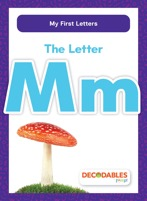 My First Letters
The Letter
Mm
DECODABLES